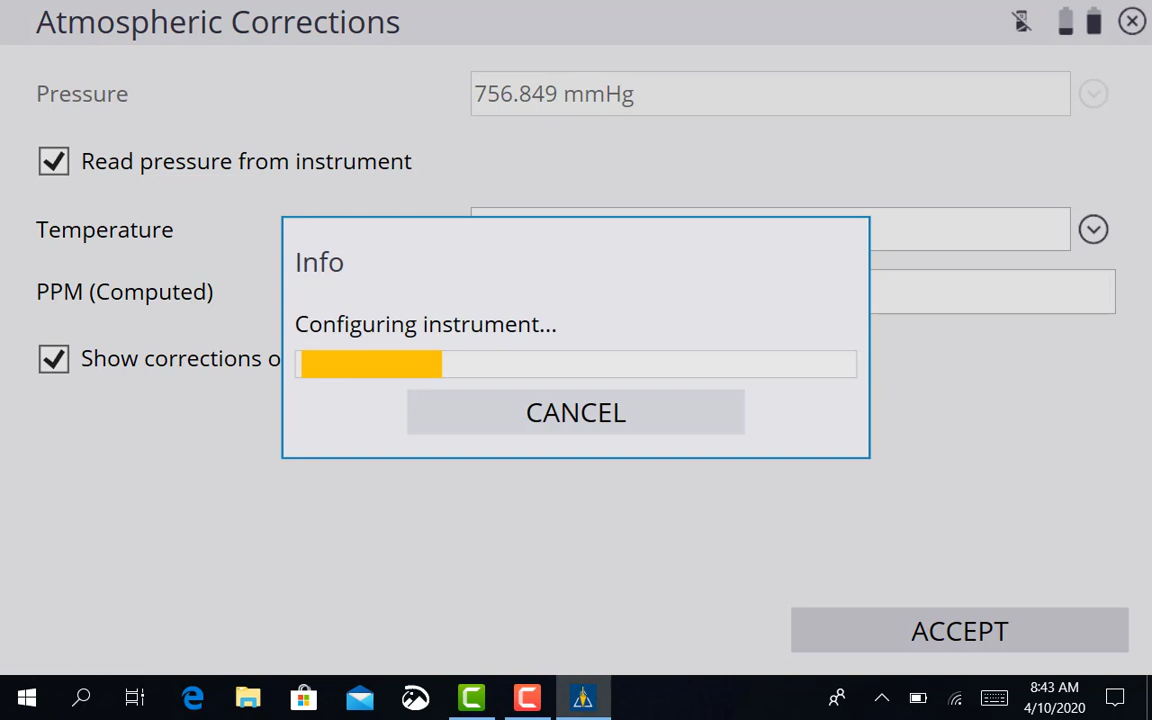 Atmospheric Corrections
Pressure
756.849 mmHg
Read pressure from instrument
Temperature
Info
PPM (Computed)
Configuring instrument...
Show corrections o
CANCEL
ACCEPT
8:43 AM
4/10/2020